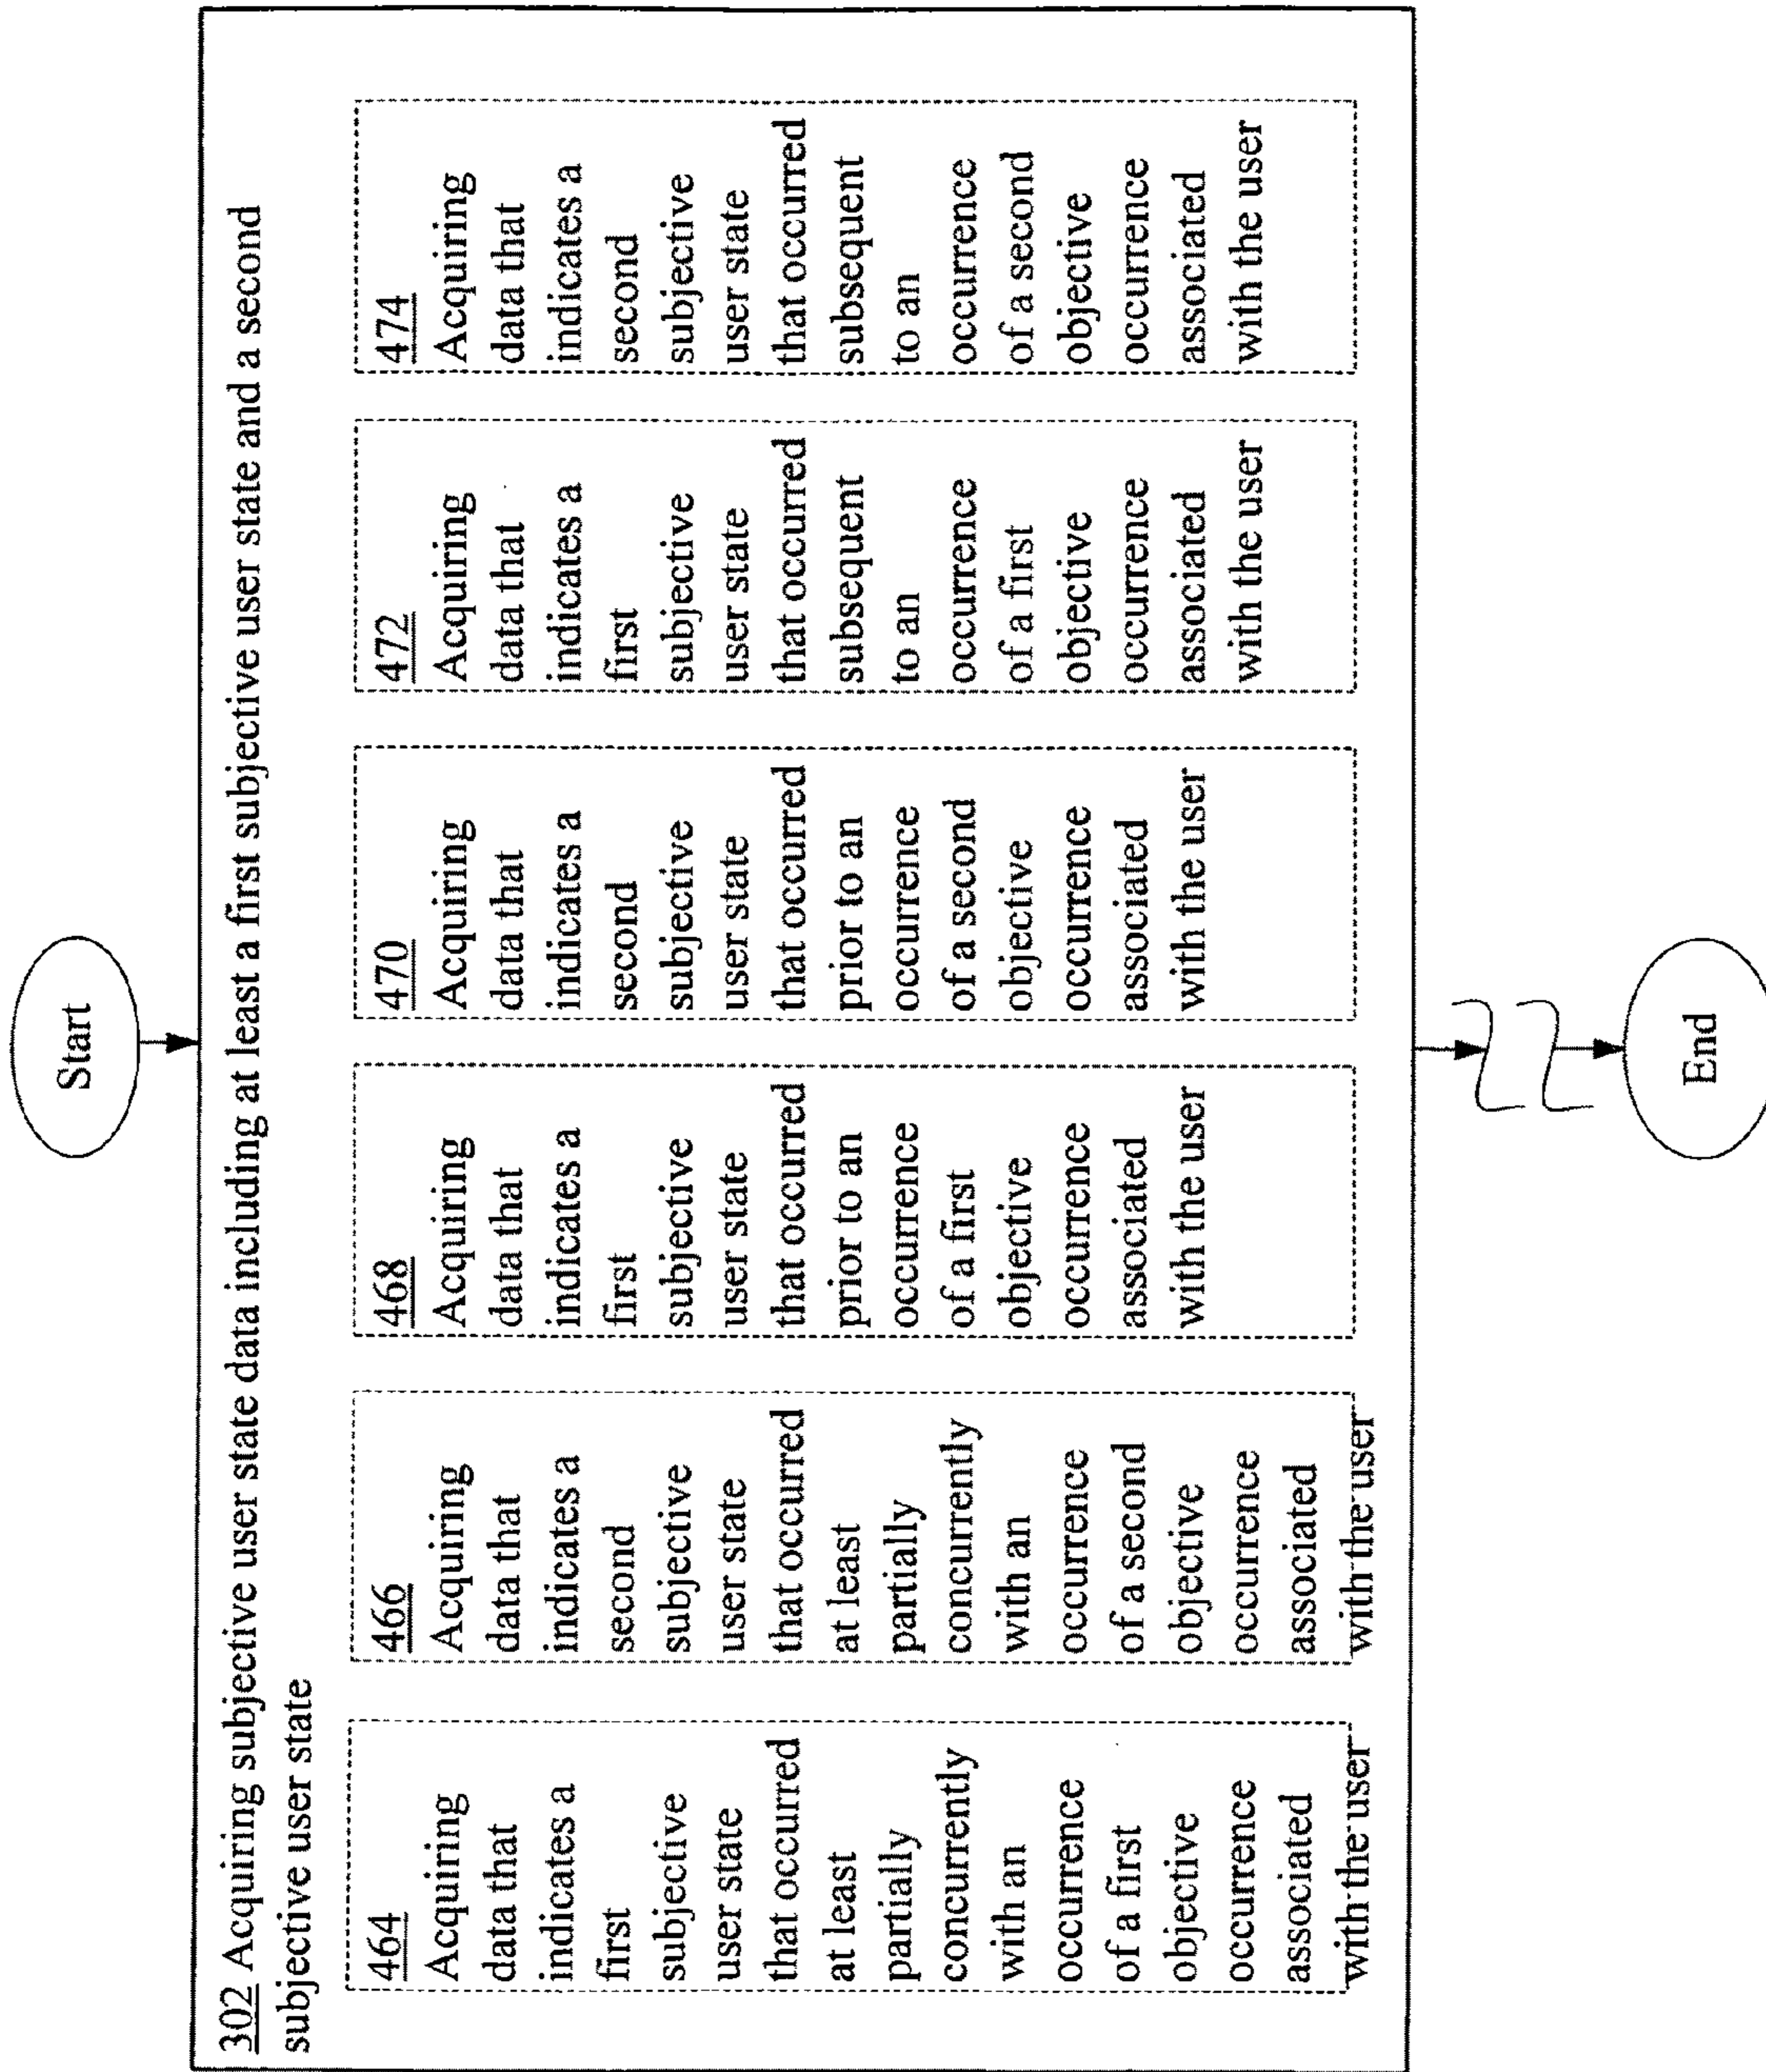 Start
302 Acquiring subjective user state data including at least a first subjective user state and a second
subjective user state
464
Acquiring
data that
indicates a
first
subjective
user state
that occurred
at least
partially
concurrently
with an
occurrence
of a first
objective
occurrence
associated
with the user
466
Acquiring
data that
indicates a
second
subjective
user state
that occurred
at least
partially
concurrently
with an
occurrence
of a second
objective
occurrence
associated
with the user
468
Acquiring
data that
indicates a
first
subjective
user state
that occurred
prior to an
occurrence
of a first
objective
occurrence
associated
with the user
470
Acquiring
data that
indicates a
second
subjective
user state
that occurred
prior to an
occurrence
of a second
objective
occurrence
associated
with the user
472
Acquiring
data that
indicates a
first
subjective
user state
that occurred
subsequent
to an
occurrence
of a first
objective
occurrence
associated
with the user
474
Acquiring
data that
indicates a
second
subjective
user state
that occurred
subsequent
to an
occurrence
of a second
objective
occurrence
associated
with the user
End